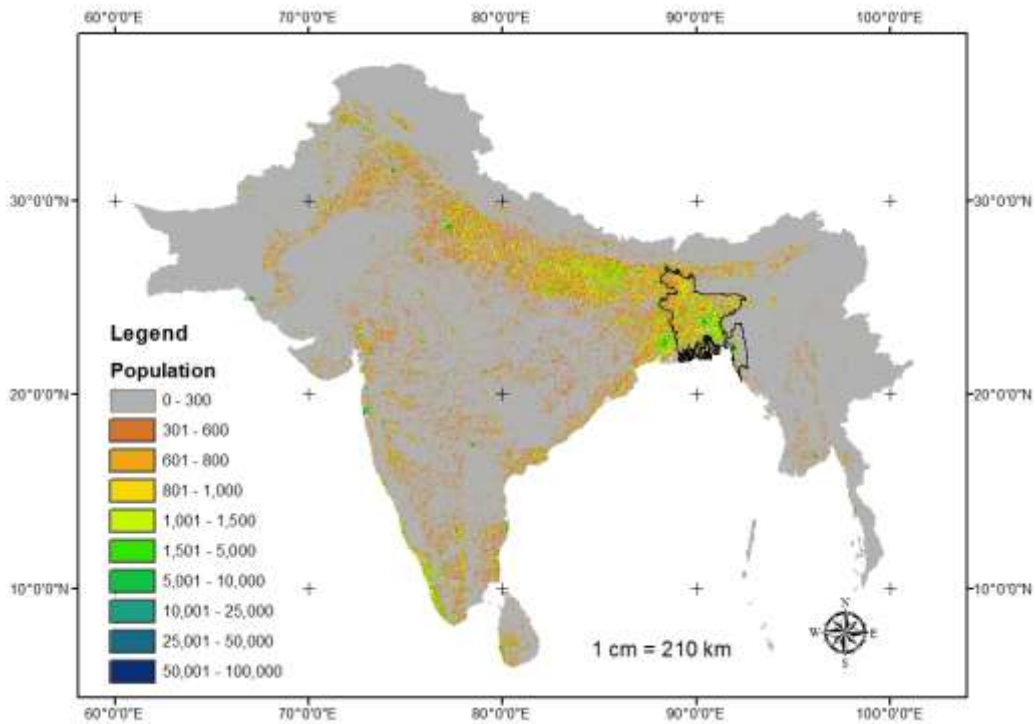 60°0'0"E 70°0'0"E 80°0'0"E 90°0'0"E 100°0'0"E
30°0'0"N 30°0'0"N
20°0'0"N 20°0'0"N
10°0'0"N 10°0'0"N
Legend
Population
0 - 300
301 - 600
601 - 800
801 - 1,000
1,001 - 1,500
1,501 - 5,000
5,001 - 10,000
10,001 - 25,000
25,001 - 50,000
50,001 - 100,000
1 cm = 210 km
N
W E
S
60°0'0"E 70°0'0"E 80°0'0"E 90°0'0"E 100°0'0"E